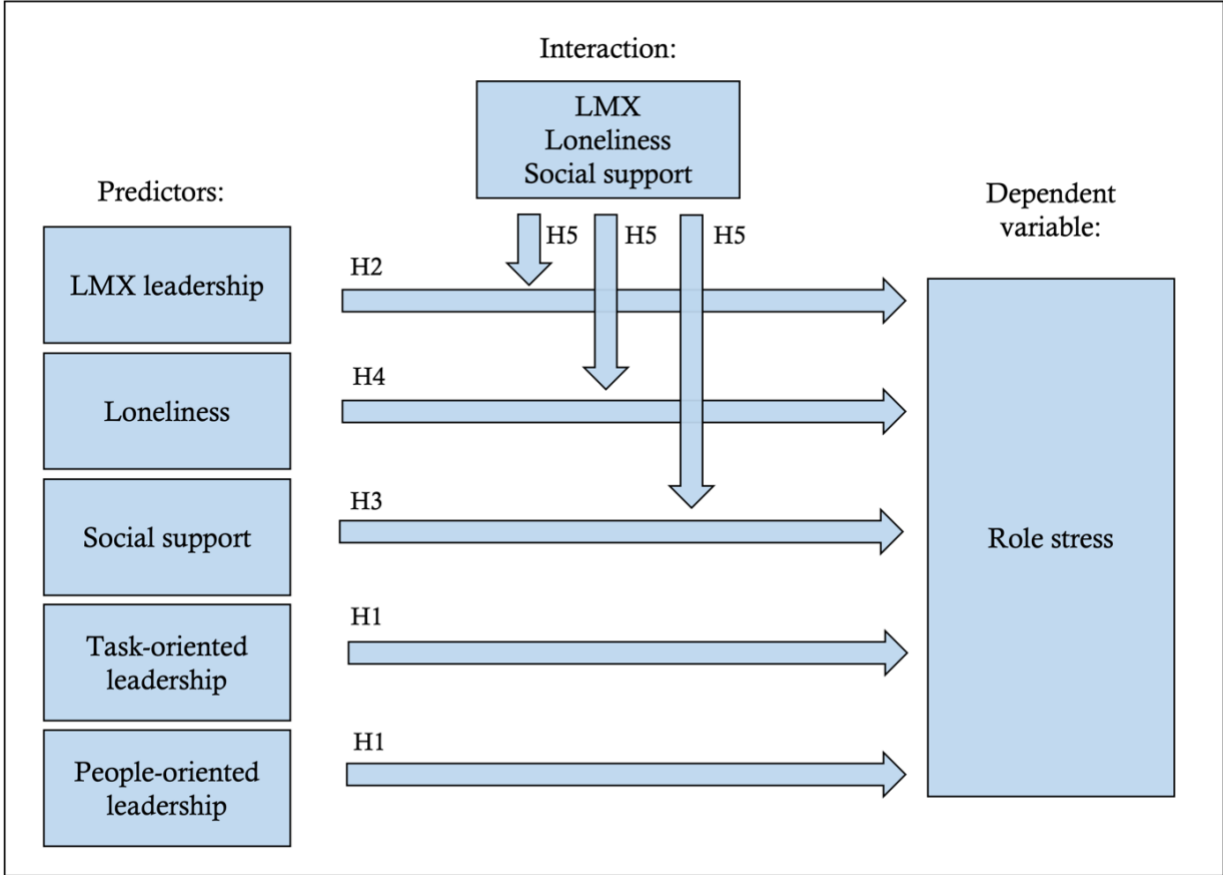 Interaction:
LMX
Loneliness
Social support
Predictors:
Dependent
variable:
H5
H5
H5
LMX leadership
H2
Loneliness
H4
Social support
H3
Role stress
Task-oriented
leadership
H1
People-oriented
leadership
H1